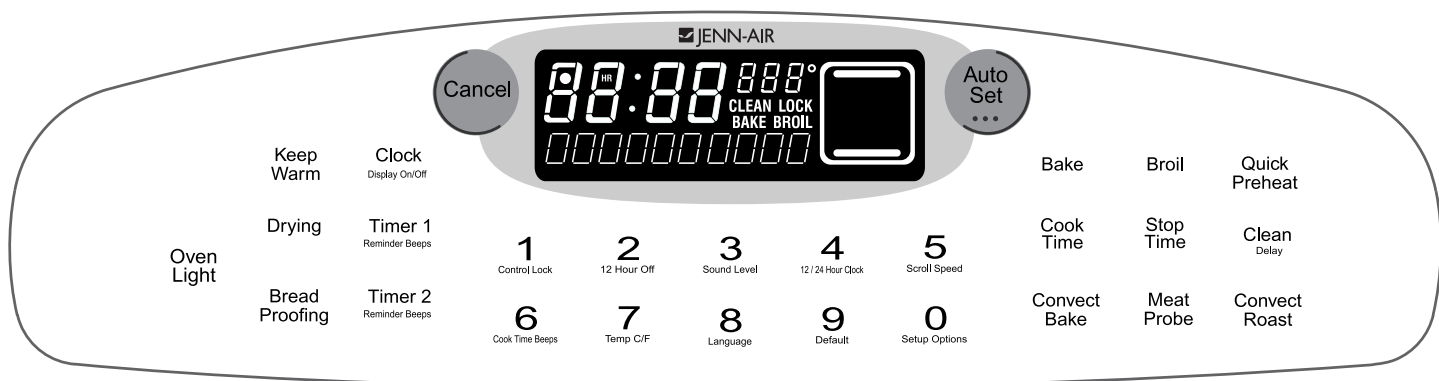 JENN-AIR
Cancel
88:88 888°
HR
CLEAN LOCK
BAKE BROIL
0000000000
Auto
Set
Oven
Light
Keep
Warm
Clock
Display On/Off
Drying
Timer 1
Reminder Beeps
Bread
Proofing
Timer 2
Reminder Beeps
1
Control Lock
2
12 Hour Off
3
Sound Level
4
12 / 24 Hour Clock
5
Scroll Speed
6
Cook Time Beeps
7
Temp C/F
8
Language
9
Default
0
Setup Options
Bake
Broil
Quick
Preheat
Cook
Time
Stop
Time
Clean
Delay
Convect
Bake
Meat
Probe
Convect
Roast